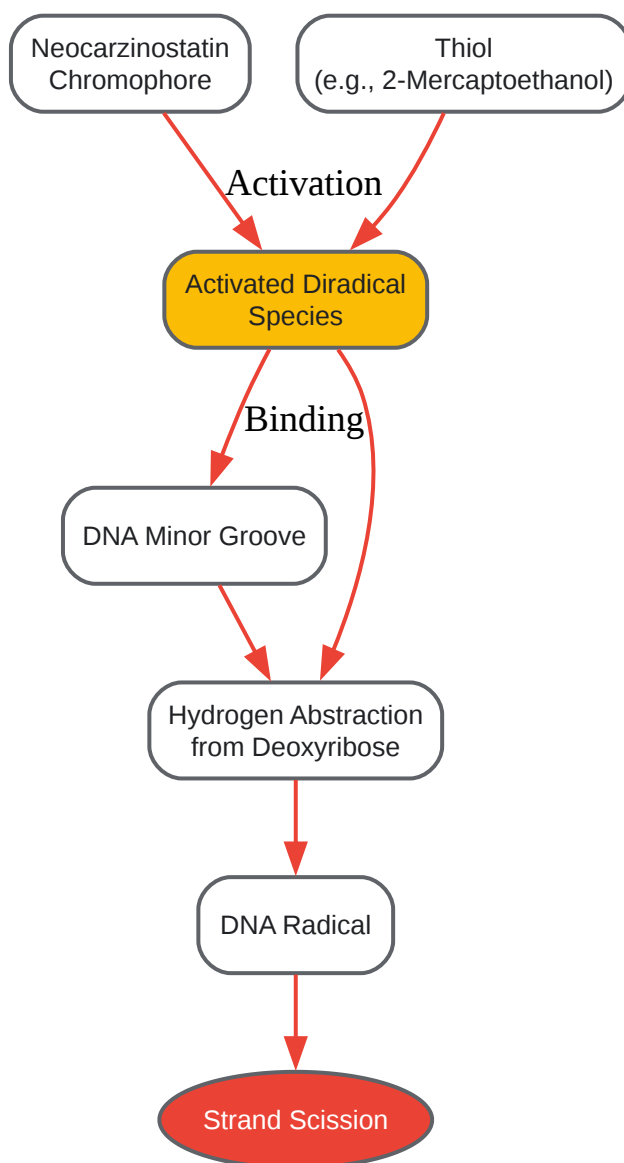 Neocarzinostatin
Chromophore
Thiol
(e.g., 2-Mercaptoethanol)
Activation
Activated Diradical
Species
Binding
DNA Minor Groove
Hydrogen Abstraction
from Deoxyribose
DNA Radical
Strand Scission